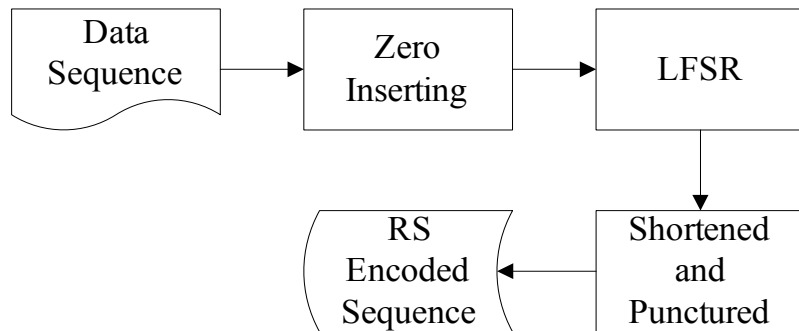 Data
Sequence
Zero
Inserting
LFSR
RS
Encoded
Sequence
Shortened
and
Punctured